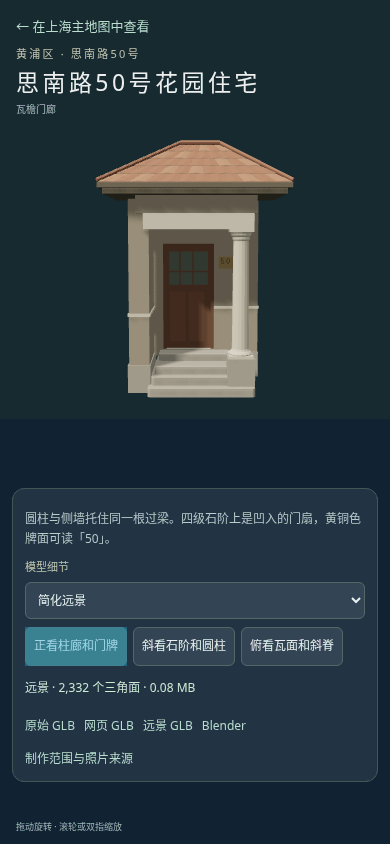 ← 在上海主地图中查看
黄浦区 · 思南路50号
思南路50号花园住宅
瓦檐门廊
50
圆柱与侧墙托住同一根过梁。四级石阶上是凹入的门扇，黄铜色
牌面可读「50」。
模型细节
简化远景
正看柱廊和门牌 斜看石阶和圆柱 俯看瓦面和斜脊
远景 · 2,332 个三角面 · 0.08 MB
原始 GLB 网页 GLB 远景 GLB Blender
制作范围与照片来源
拖动旋转 · 滚轮或双指缩放